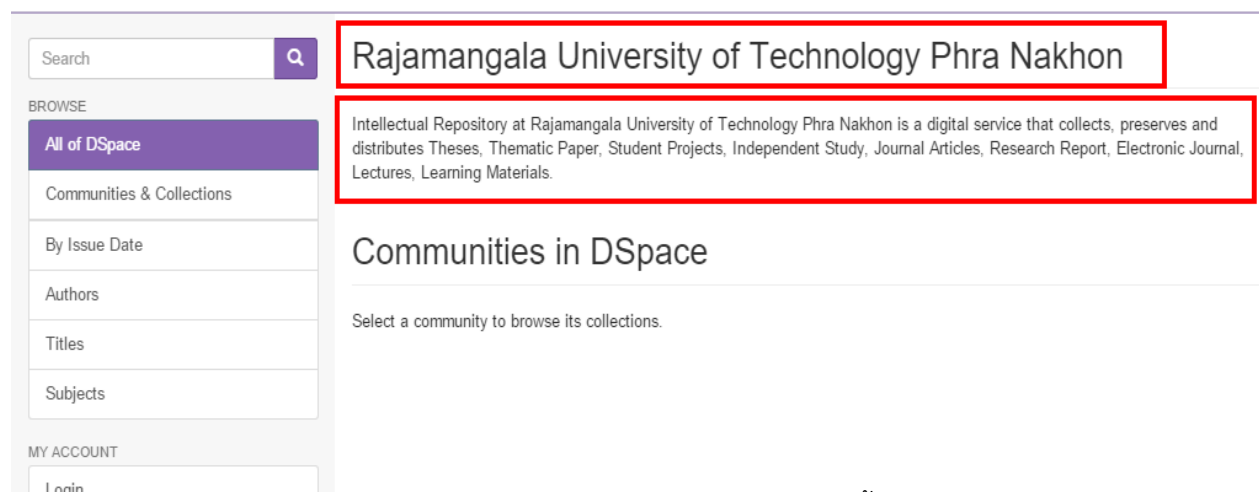 Search
BROWSE
All of DSpace
Communities & Collections
By Issue Date
Authors
Titles
Subjects
MY ACCOUNT
Login
Rajamangala University of Technology Phra Nakhon
Intellectual Repository at Rajamangala University of Technology Phra Nakhon is a digital service that collects, preserves and
distributes Theses, Thematic Paper, Student Projects, Independent Study, Journal Articles, Research Report, Electronic Journal,
Lectures, Learning Materials.
Communities in DSpace
Select a community to browse its collections.